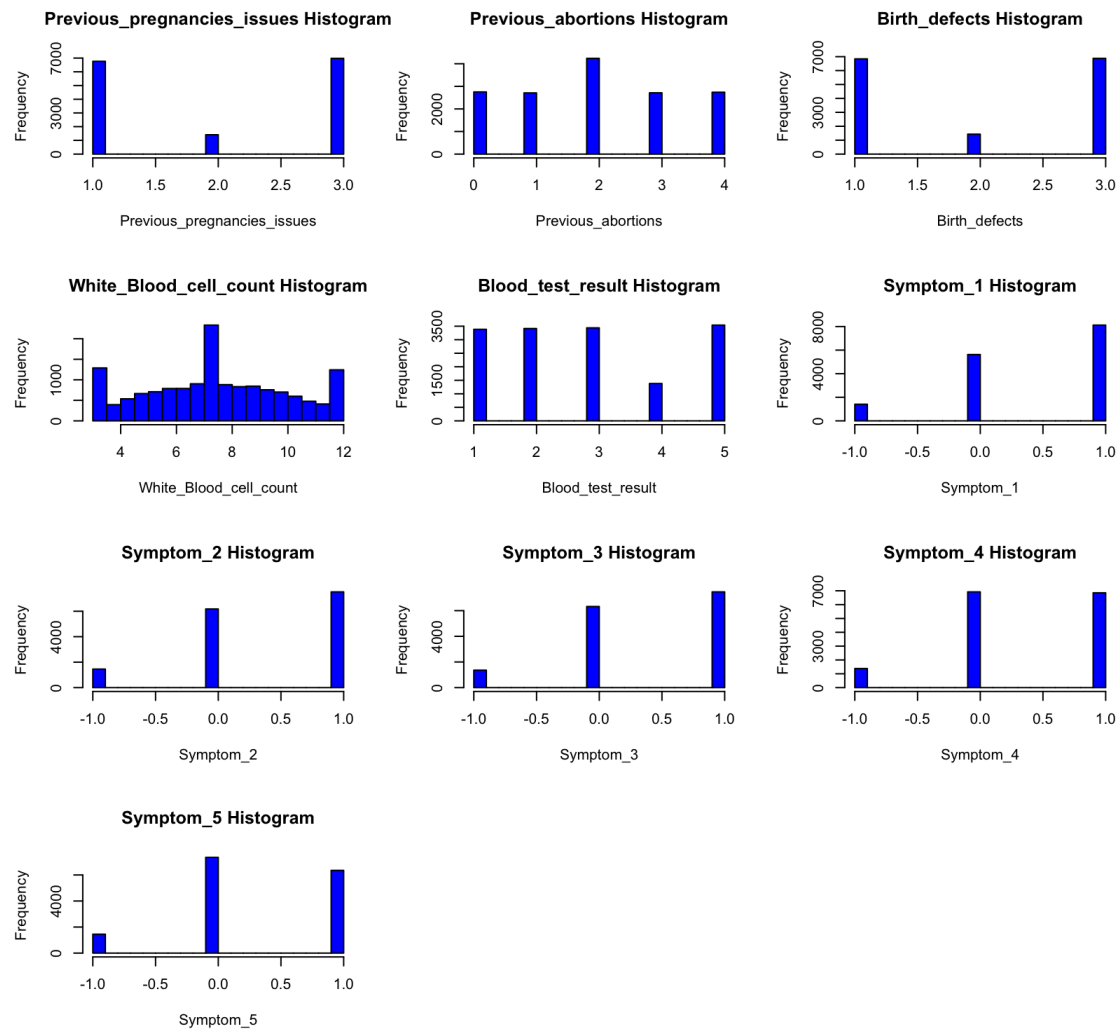 Previous_pregnancies_issues Histogram
Frequency
0 3000 7000
1.0 1.5 2.0 2.5 3.0
Previous_pregnancies_issues
Previous_abortions Histogram
Frequency
0 2000
0 1 2 3 4
Previous_abortions
Birth_defects Histogram
Frequency
0 3000 7000
1.0 1.5 2.0 2.5 3.0
Birth_defects
White_Blood_cell_count Histogram
Frequency
0 1000
4 6 8 10 12
White_Blood_cell_count
Blood_test_result Histogram
Frequency
0 1500 3500
1 2 3 4 5
Blood_test_result
Symptom_1 Histogram
Frequency
0 4000 8000
-1.0 -0.5 0.0 0.5 1.0
Symptom_1
Symptom_2 Histogram
Frequency
0 4000
-1.0 -0.5 0.0 0.5 1.0
Symptom_2
Symptom_3 Histogram
Frequency
0 4000
-1.0 -0.5 0.0 0.5 1.0
Symptom_3
Symptom_4 Histogram
Frequency
0 3000 7000
-1.0 -0.5 0.0 0.5 1.0
Symptom_4
Symptom_5 Histogram
Frequency
0 4000
-1.0 -0.5 0.0 0.5 1.0
Symptom_5